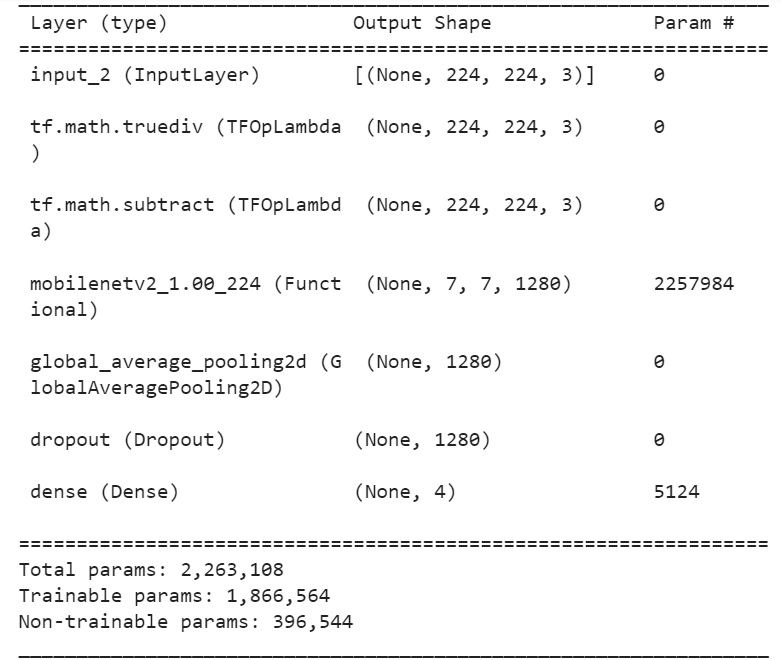 Layer (type) Output Shape Param #
=================================================================
input_2 (InputLayer) [(None, 224, 224, 3)] 0
tf.math.truediv (TFOpLambda (None, 224, 224, 3) 0
)
tf.math.subtract (TFOpLambd (None, 224, 224, 3) 0
a)
mobilenetv2_1.00_224 (Funct (None, 7, 7, 1280) 2257984
ional)
global_average_pooling2d (G (None, 1280) 0
lobalAveragePooling2D)
dropout (Dropout) (None, 1280) 0
dense (Dense) (None, 4) 5124
=================================================================
Total params: 2,263,108
Trainable params: 1,866,564
Non-trainable params: 396,544